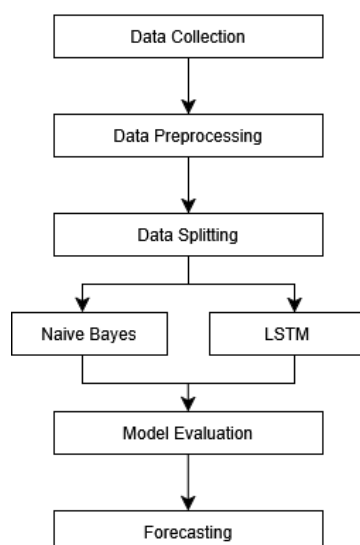 Data Collection
Data Preprocessing
Data Splitting
Naive Bayes
LSTM
Model Evaluation
Forecasting